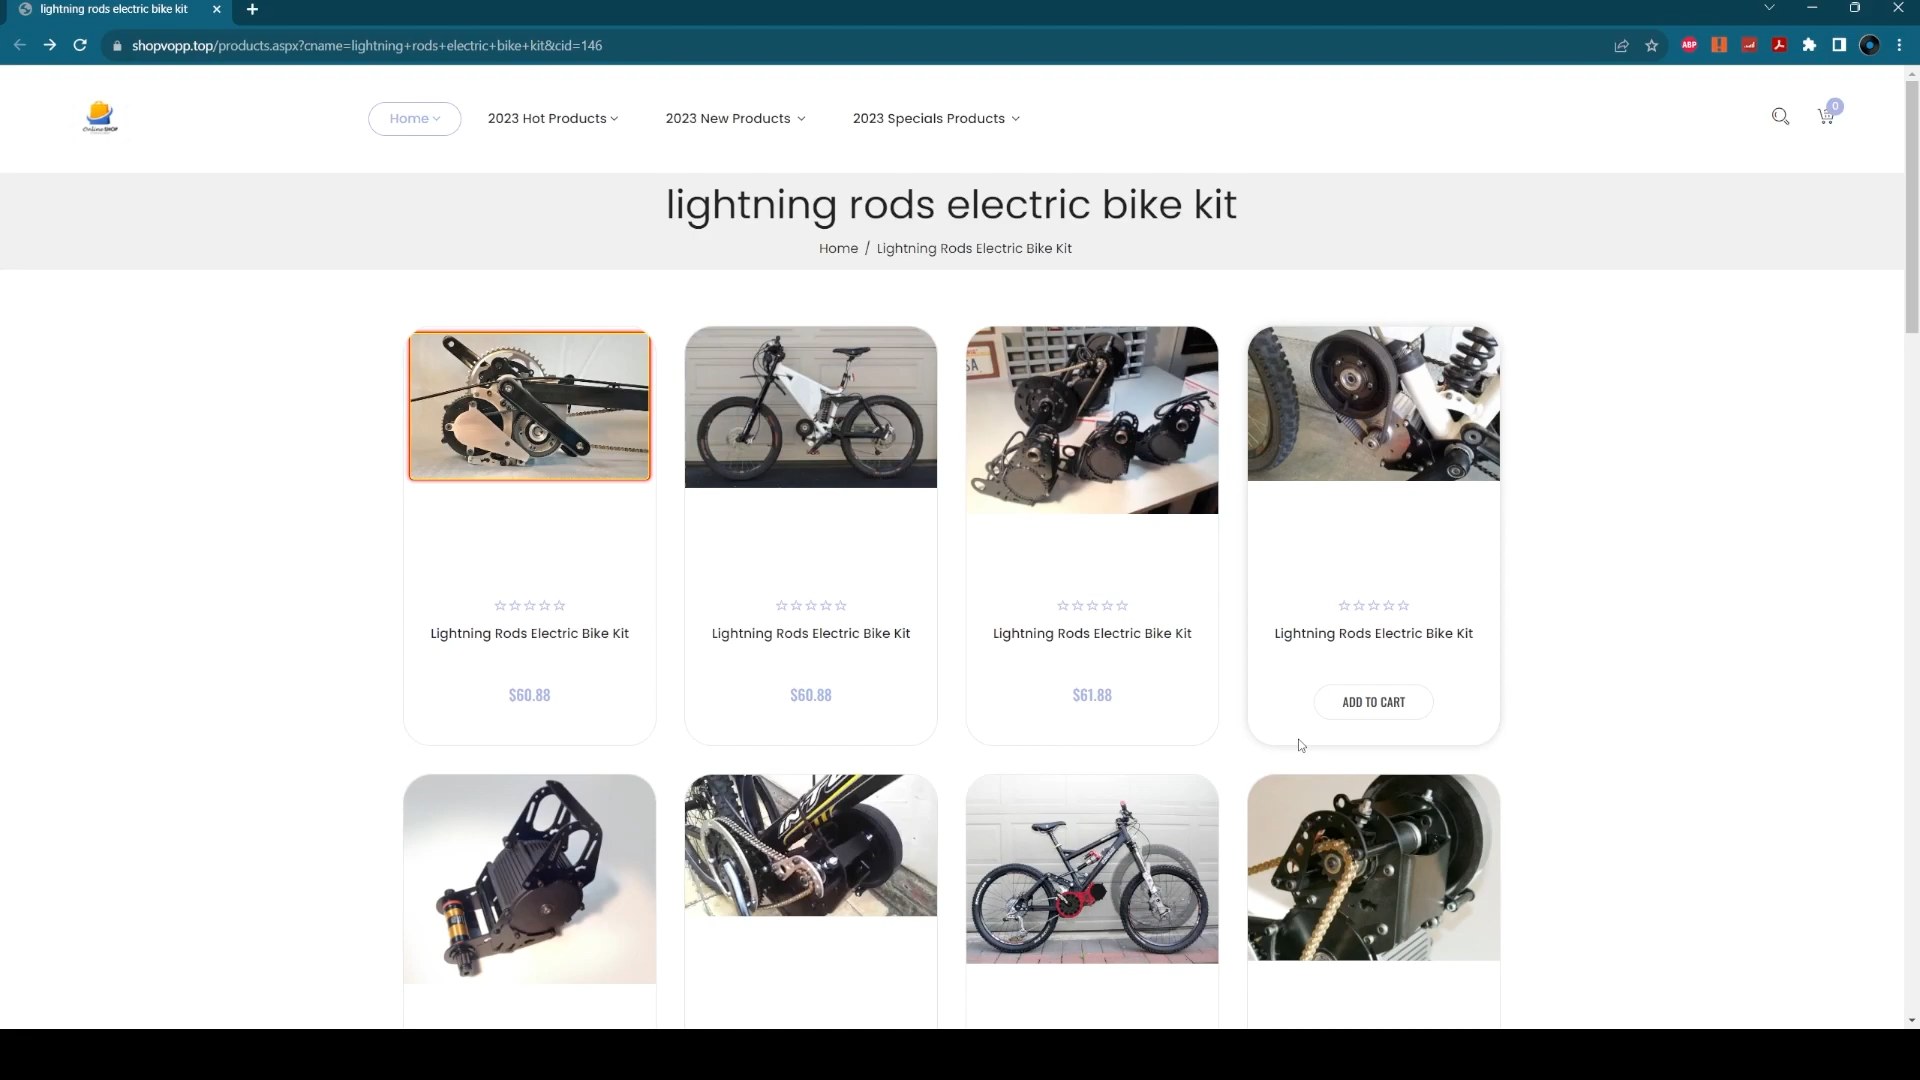 lightning rods electric bike kit
shopvopp.top/products.aspx?cname=lightning+rods+electric+bike+kit&cid=146
ABP
Online SHOP
Home
2023 Hot Products
2023 New Products
2023 Specials Products
0
lightning rods electric bike kit
Home / Lightning Rods Electric Bike Kit
Lightning Rods Electric Bike Kit
$60.88
Lightning Rods Electric Bike Kit
$60.88
Lightning Rods Electric Bike Kit
$61.88
Lightning Rods Electric Bike Kit
ADD TO CART